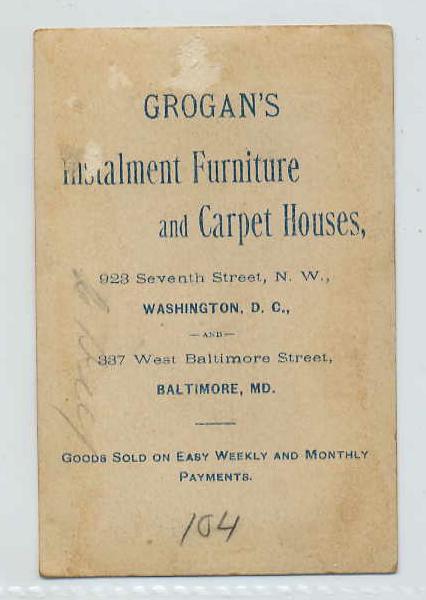 GROGAN'S
Instalment Furniture
and Carpet Houses,
923 Seventh Street, N. W.,
WASHINGTON, D. C.,
—AND—
337 West Baltimore Street,
BALTIMORE, MD.
GOODS SOLD ON EASY WEEKLY AND MONTHLY
PAYMENTS.
104